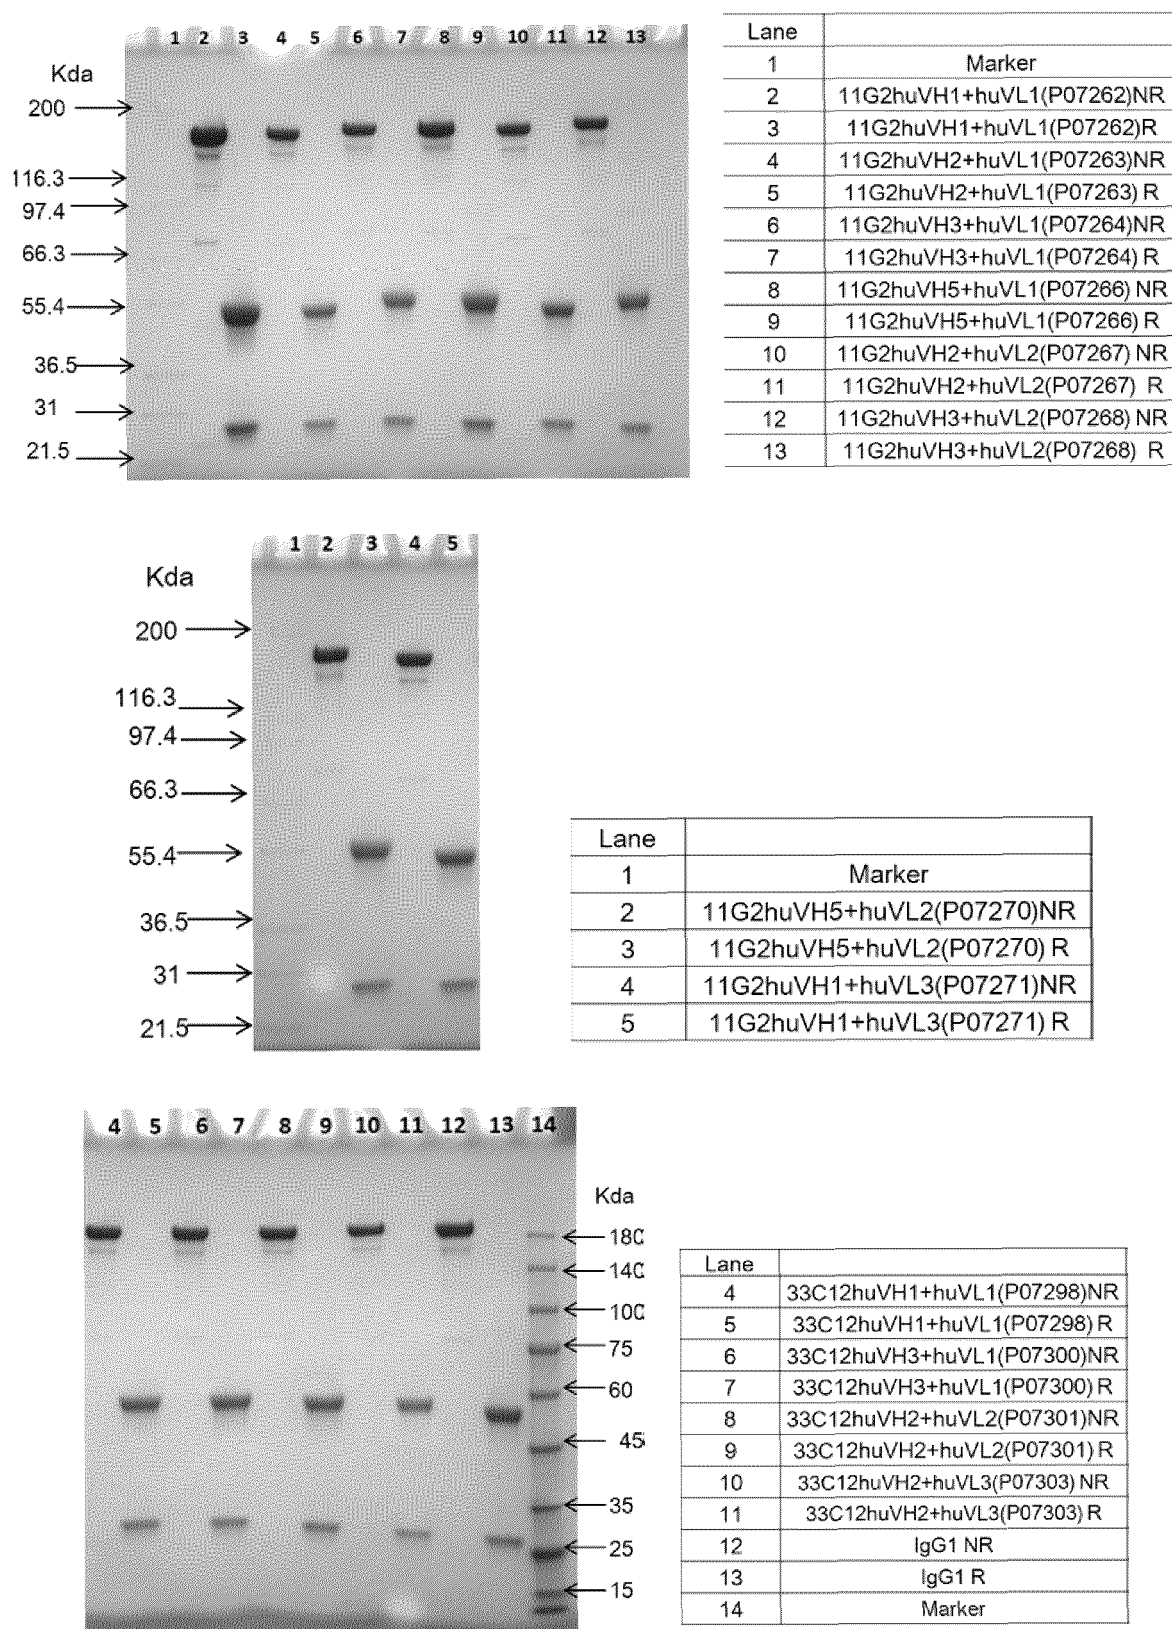 1 2 3 4 5 6 7 8 9 10 11 12 13
Kda
200
116.3
97.4
66.3
55.4
36.5
31
21.5
Lane
1 Marker
2 11G2huVH1+huVL1(P07262)NR
3 11G2huVH1+huVL1(P07262)R
4 11G2huVH2+huVL1(P07263)NR
5 11G2huVH2+huVL1(P07263) R
6 11G2huVH3+huVL1(P07264)NR
7 11G2huVH3+huVL1(P07264) R
8 11G2huVH5+huVL1(P07266) NR
9 11G2huVH5+huVL1(P07266) R
10 11G2huVH2+huVL2(P07267) NR
11 11G2huVH2+huVL2(P07267) R
12 11G2huVH3+huVL2(P07268) NR
13 11G2huVH3+huVL2(P07268) R
1 2 3 4 5
Kda
200
116.3
97.4
66.3
55.4
36.5
31
21.5
Lane
1 Marker
2 11G2huVH5+huVL2(P07270)NR
3 11G2huVH5+huVL2(P07270) R
4 11G2huVH1+huVL3(P07271)NR
5 11G2huVH1+huVL3(P07271) R
4 5 6 7 8 9 10 11 12 13 14
Kda
180
140
100
75
60
45
35
25
15
Lane
4 33C12huVH1+huVL1(P07298)NR
5 33C12huVH1+huVL1(P07298) R
6 33C12huVH3+huVL1(P07300)NR
7 33C12huVH3+huVL1(P07300) R
8 33C12huVH2+huVL2(P07301)NR
9 33C12huVH2+huVL2(P07301) R
10 33C12huVH2+huVL3(P07303) NR
11 33C12huVH2+huVL3(P07303) R
12 IgG1 NR
13 IgG1 R
14 Marker